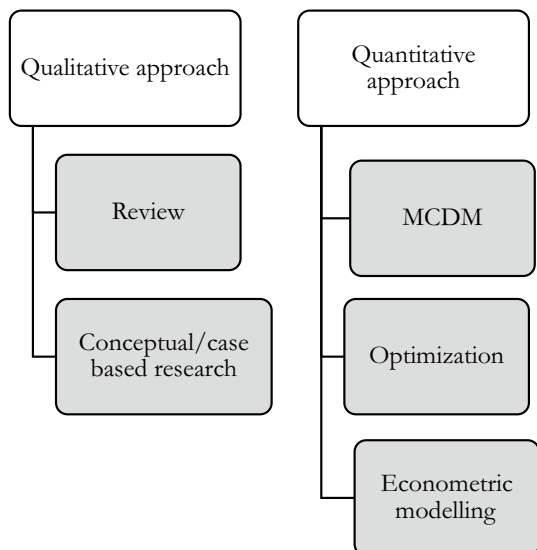 Qualitative approach
Review
Conceptual/case
based research
Quantitative
approach
MCDM
Optimization
Econometric
modelling